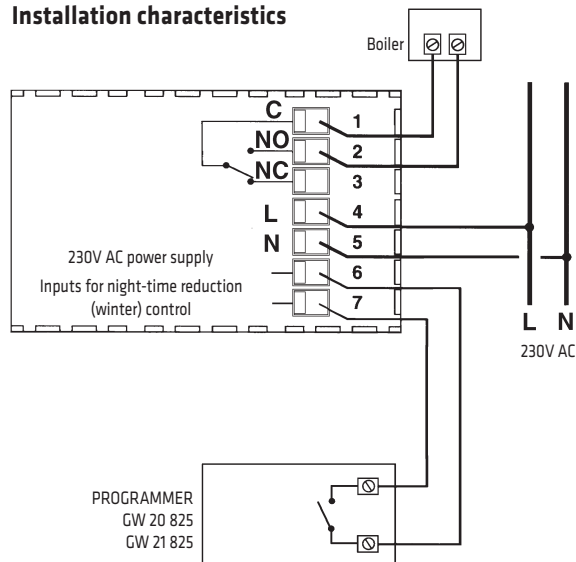 Installation characteristics
Boiler
C
1
NO
2
NC
3
L
4
N
5
230V AC power supply
6
Inputs for night-time reduction
(winter) control
7
L N
230V AC
PROGRAMMER
GW 20 825
GW 21 825